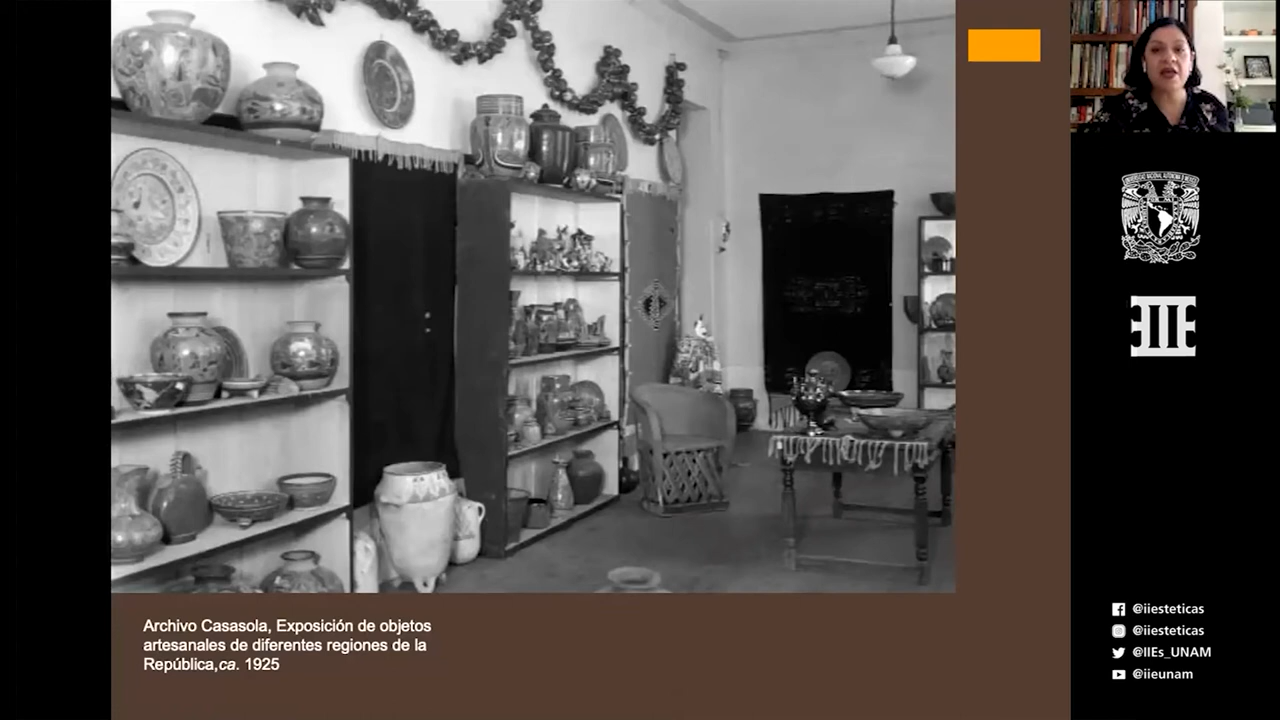 Archivo Casasola, Exposición de objetos
artesanales de diferentes regiones de la
República,ca. 1925
@iiesteticas
@iiesteticas
@IIEs_UNAM
@iieunam